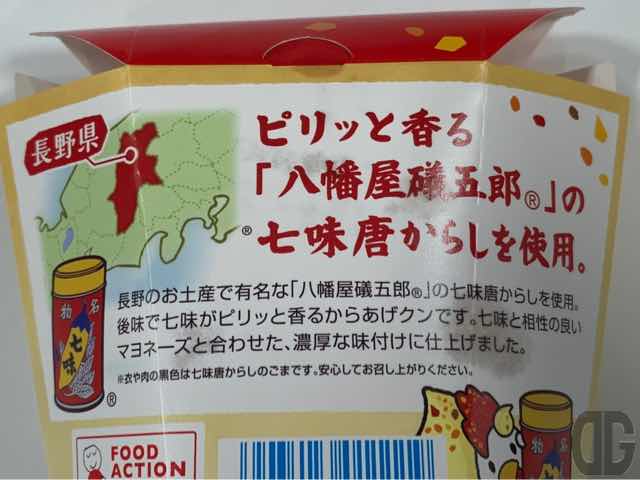 長野県
ピリッと香る
「八幡屋礒五郎®」の
七味唐からしを使用。
®
長野のお土産で有名な「八幡屋礒五郎®」の七味唐からしを使用。
後味で七味がピリッと香るからあげクンです。七味と相性の良い
マヨネーズと合わせた、濃厚な味付けに仕上げました。
※衣や肉の黒色は七味唐からしのごまです。安心してお召し上がりください。
名物
七味
®
FOOD
ACTION
名物
七
DG